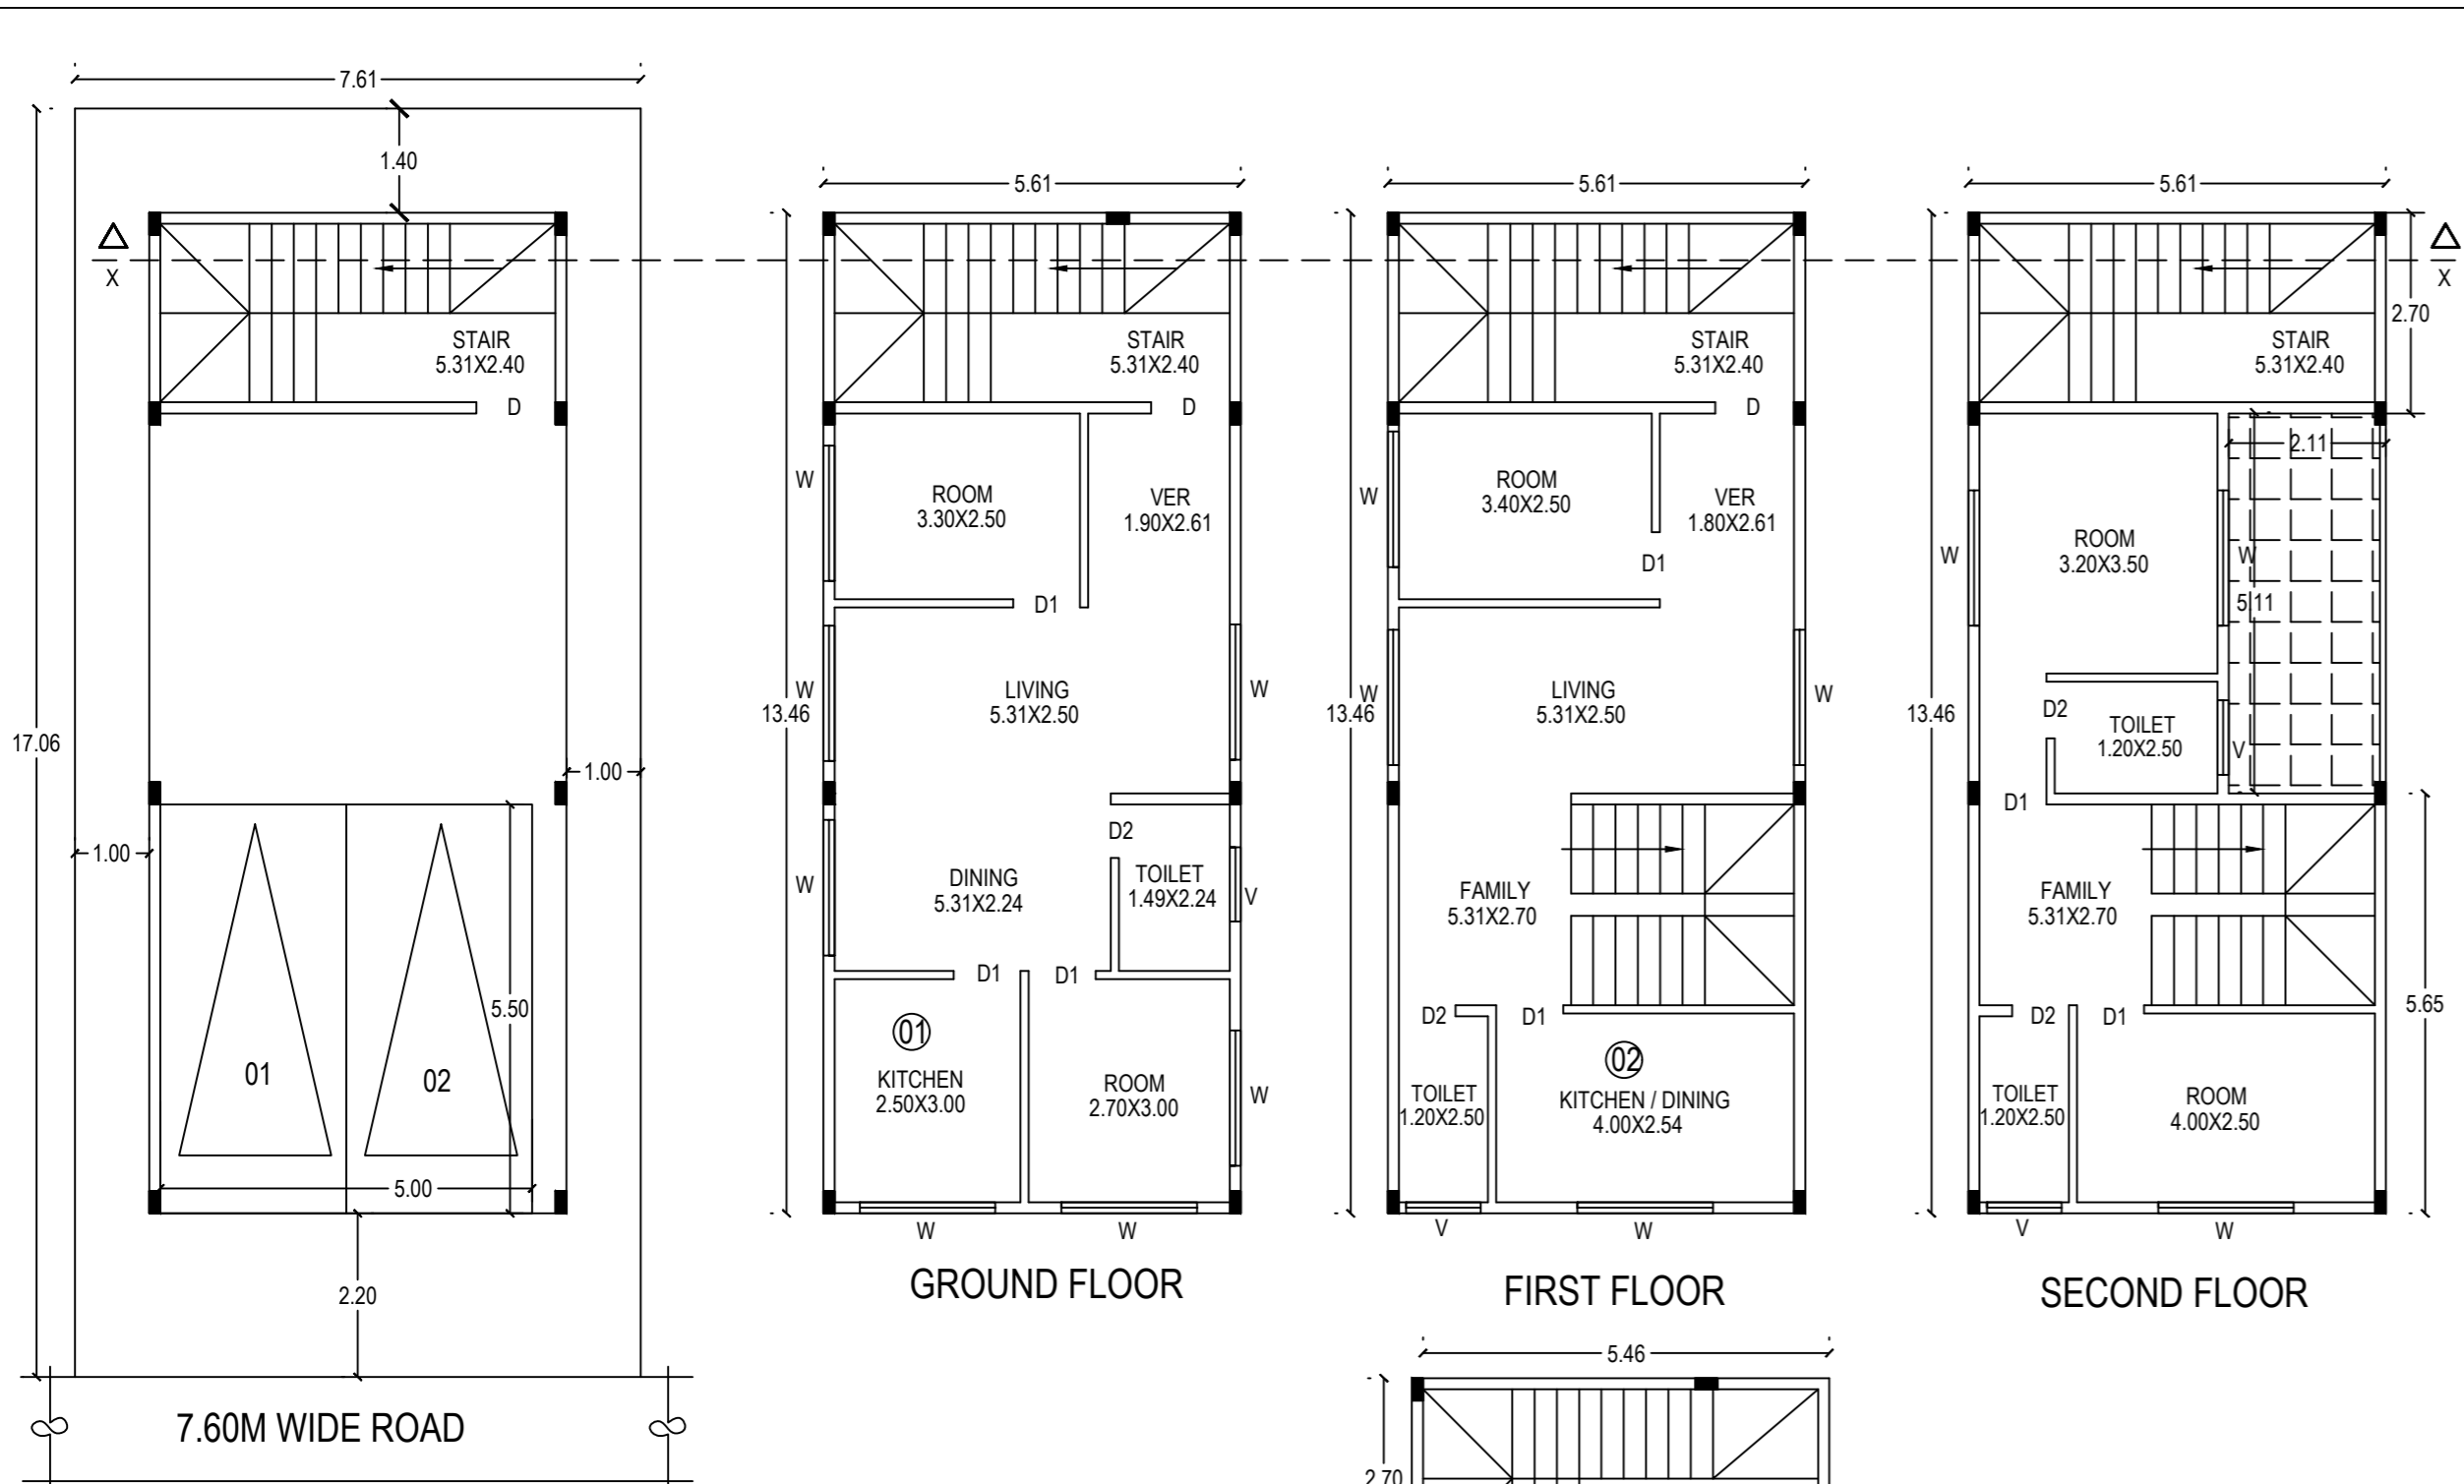 7.61
1.40
X
STAIR
5.31X2.40
D
17.06
1.00
1.00
5.50
01
02
5.00
2.20
7.60M WIDE ROAD
5.61
STAIR
5.31X2.40
D
W
ROOM
3.30X2.50
VER
1.90X2.61
D1
W
13.46
LIVING
5.31X2.50
W
D2
W
DINING
5.31X2.24
TOILET
1.49X2.24
V
D1
D1
01
KITCHEN
2.50X3.00
ROOM
2.70X3.00
W
W
W
GROUND FLOOR
5.61
STAIR
5.31X2.40
D
W
ROOM
3.40X2.50
VER
1.80X2.61
D1
W
13.46
LIVING
5.31X2.50
W
FAMILY
5.31X2.70
D2
D1
02
TOILET
1.20X2.50
KITCHEN / DINING
4.00X2.54
V
W
FIRST FLOOR
5.61
X
2.70
STAIR
5.31X2.40
2.11
W
ROOM
3.20X3.50
W
5.11
13.46
D2
TOILET
1.20X2.50
V
D1
FAMILY
5.31X2.70
5.65
D2
D1
TOILET
1.20X2.50
ROOM
4.00X2.50
V
W
SECOND FLOOR
5.46
2.70